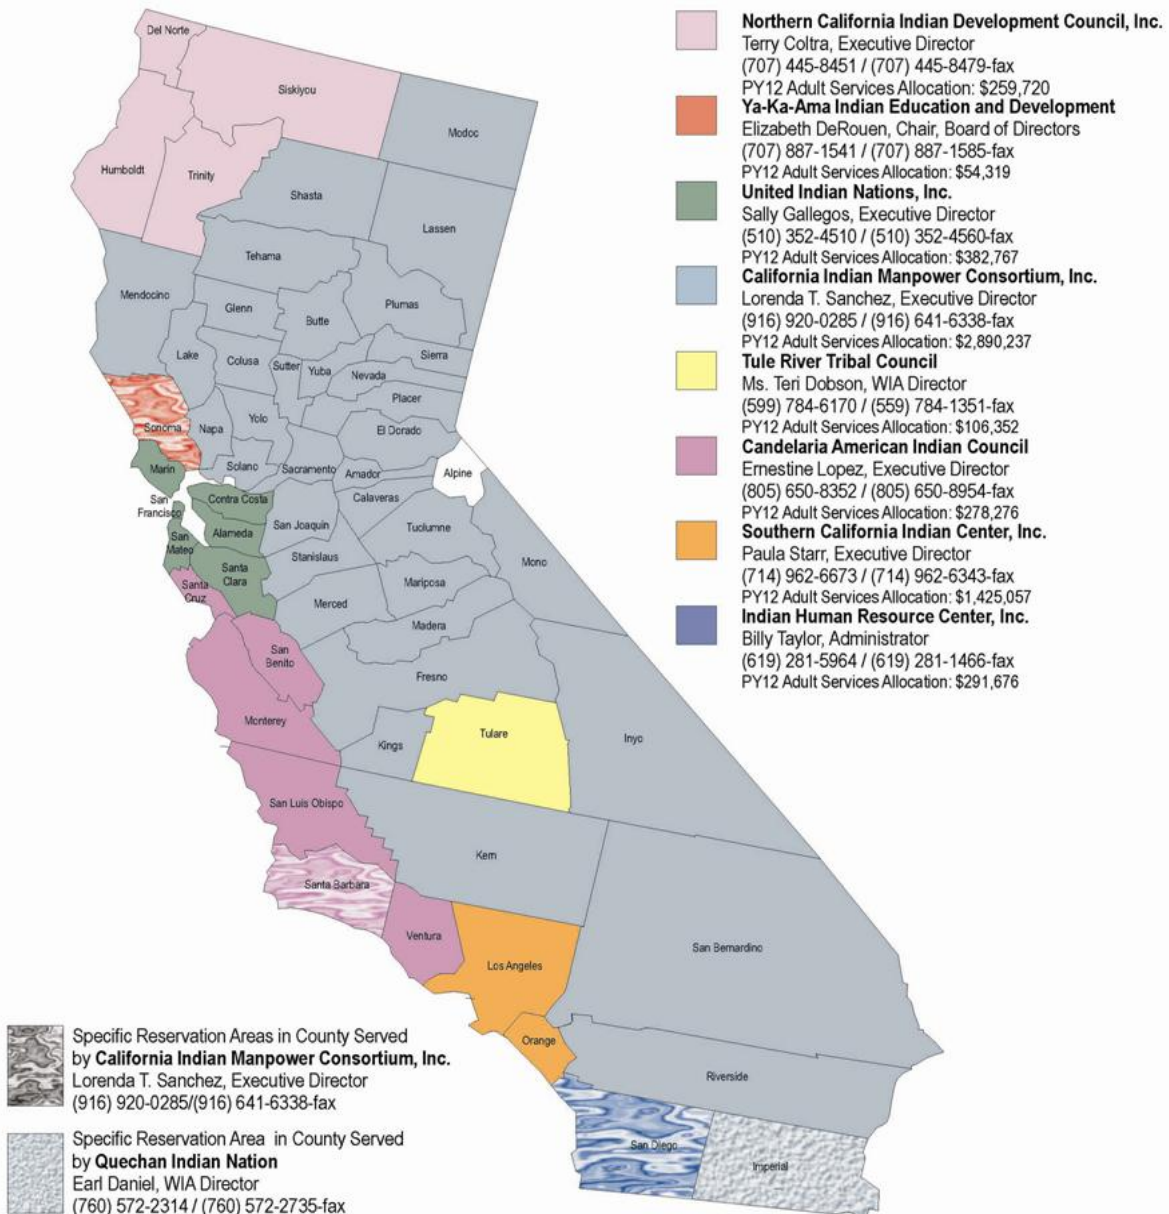 Northern California Indian Development Council, Inc.
Terry Coltra, Executive Director
(707) 445-8451 / (707) 445-8479-fax
PY12 Adult Services Allocation: $259,720
Ya-Ka-Ama Indian Education and Development
Elizabeth DeRouen, Chair, Board of Directors
(707) 887-1541 / (707) 887-1585-fax
PY12 Adult Services Allocation: $54,319
United Indian Nations, Inc.
Sally Gallegos, Executive Director
(510) 352-4510 / (510) 352-4560-fax
PY12 Adult Services Allocation: $382,767
California Indian Manpower Consortium, Inc.
Lorenda T. Sanchez, Executive Director
(916) 920-0285 / (916) 641-6338-fax
PY12 Adult Services Allocation: $2,890,237
Tule River Tribal Council
Ms. Teri Dobson, WIA Director
(599) 784-6170 / (559) 784-1351-fax
PY12 Adult Services Allocation: $106,352
Candelaria American Indian Council
Ernestine Lopez, Executive Director
(805) 650-8352 / (805) 650-8954-fax
PY12 Adult Services Allocation: $278,276
Southern California Indian Center, Inc.
Paula Starr, Executive Director
(714) 962-6673 / (714) 962-6343-fax
PY12 Adult Services Allocation: $1,425,057
Indian Human Resource Center, Inc.
Billy Taylor, Administrator
(619) 281-5964 / (619) 281-1466-fax
PY12 Adult Services Allocation: $291,676
Del Norte
Siskiyou
Modoc
Humboldt
Trinity
Shasta
Lassen
Tehama
Mendocino
Glenn
Butte
Plumas
Lake
Colusa
Sutter
Yuba
Nevada
Sierra
Placer
Sonoma
Napa
Yolo
El Dorado
Marin
Solano
Sacramento
Amador
Alpine
San
Francisco
Contra Costa
Calaveras
San Joaquin
Tuolumne
Alameda
San
Mateo
Stanislaus
Mono
Santa
Clara
Santa
Cruz
Merced
Mariposa
Madera
San
Benito
Fresno
Monterey
Kings
Tulare
Inyo
San Luis Obispo
Kern
Santa Barbara
Ventura
Los Angeles
San Bernardino
Orange
Riverside
San Diego
Imperial
Specific Reservation Areas in County Served
by California Indian Manpower Consortium, Inc.
Lorenda T. Sanchez, Executive Director
(916) 920-0285/(916) 641-6338-fax
Specific Reservation Area in County Served
by Quechan Indian Nation
Earl Daniel, WIA Director
(760) 572-2314 / (760) 572-2735-fax